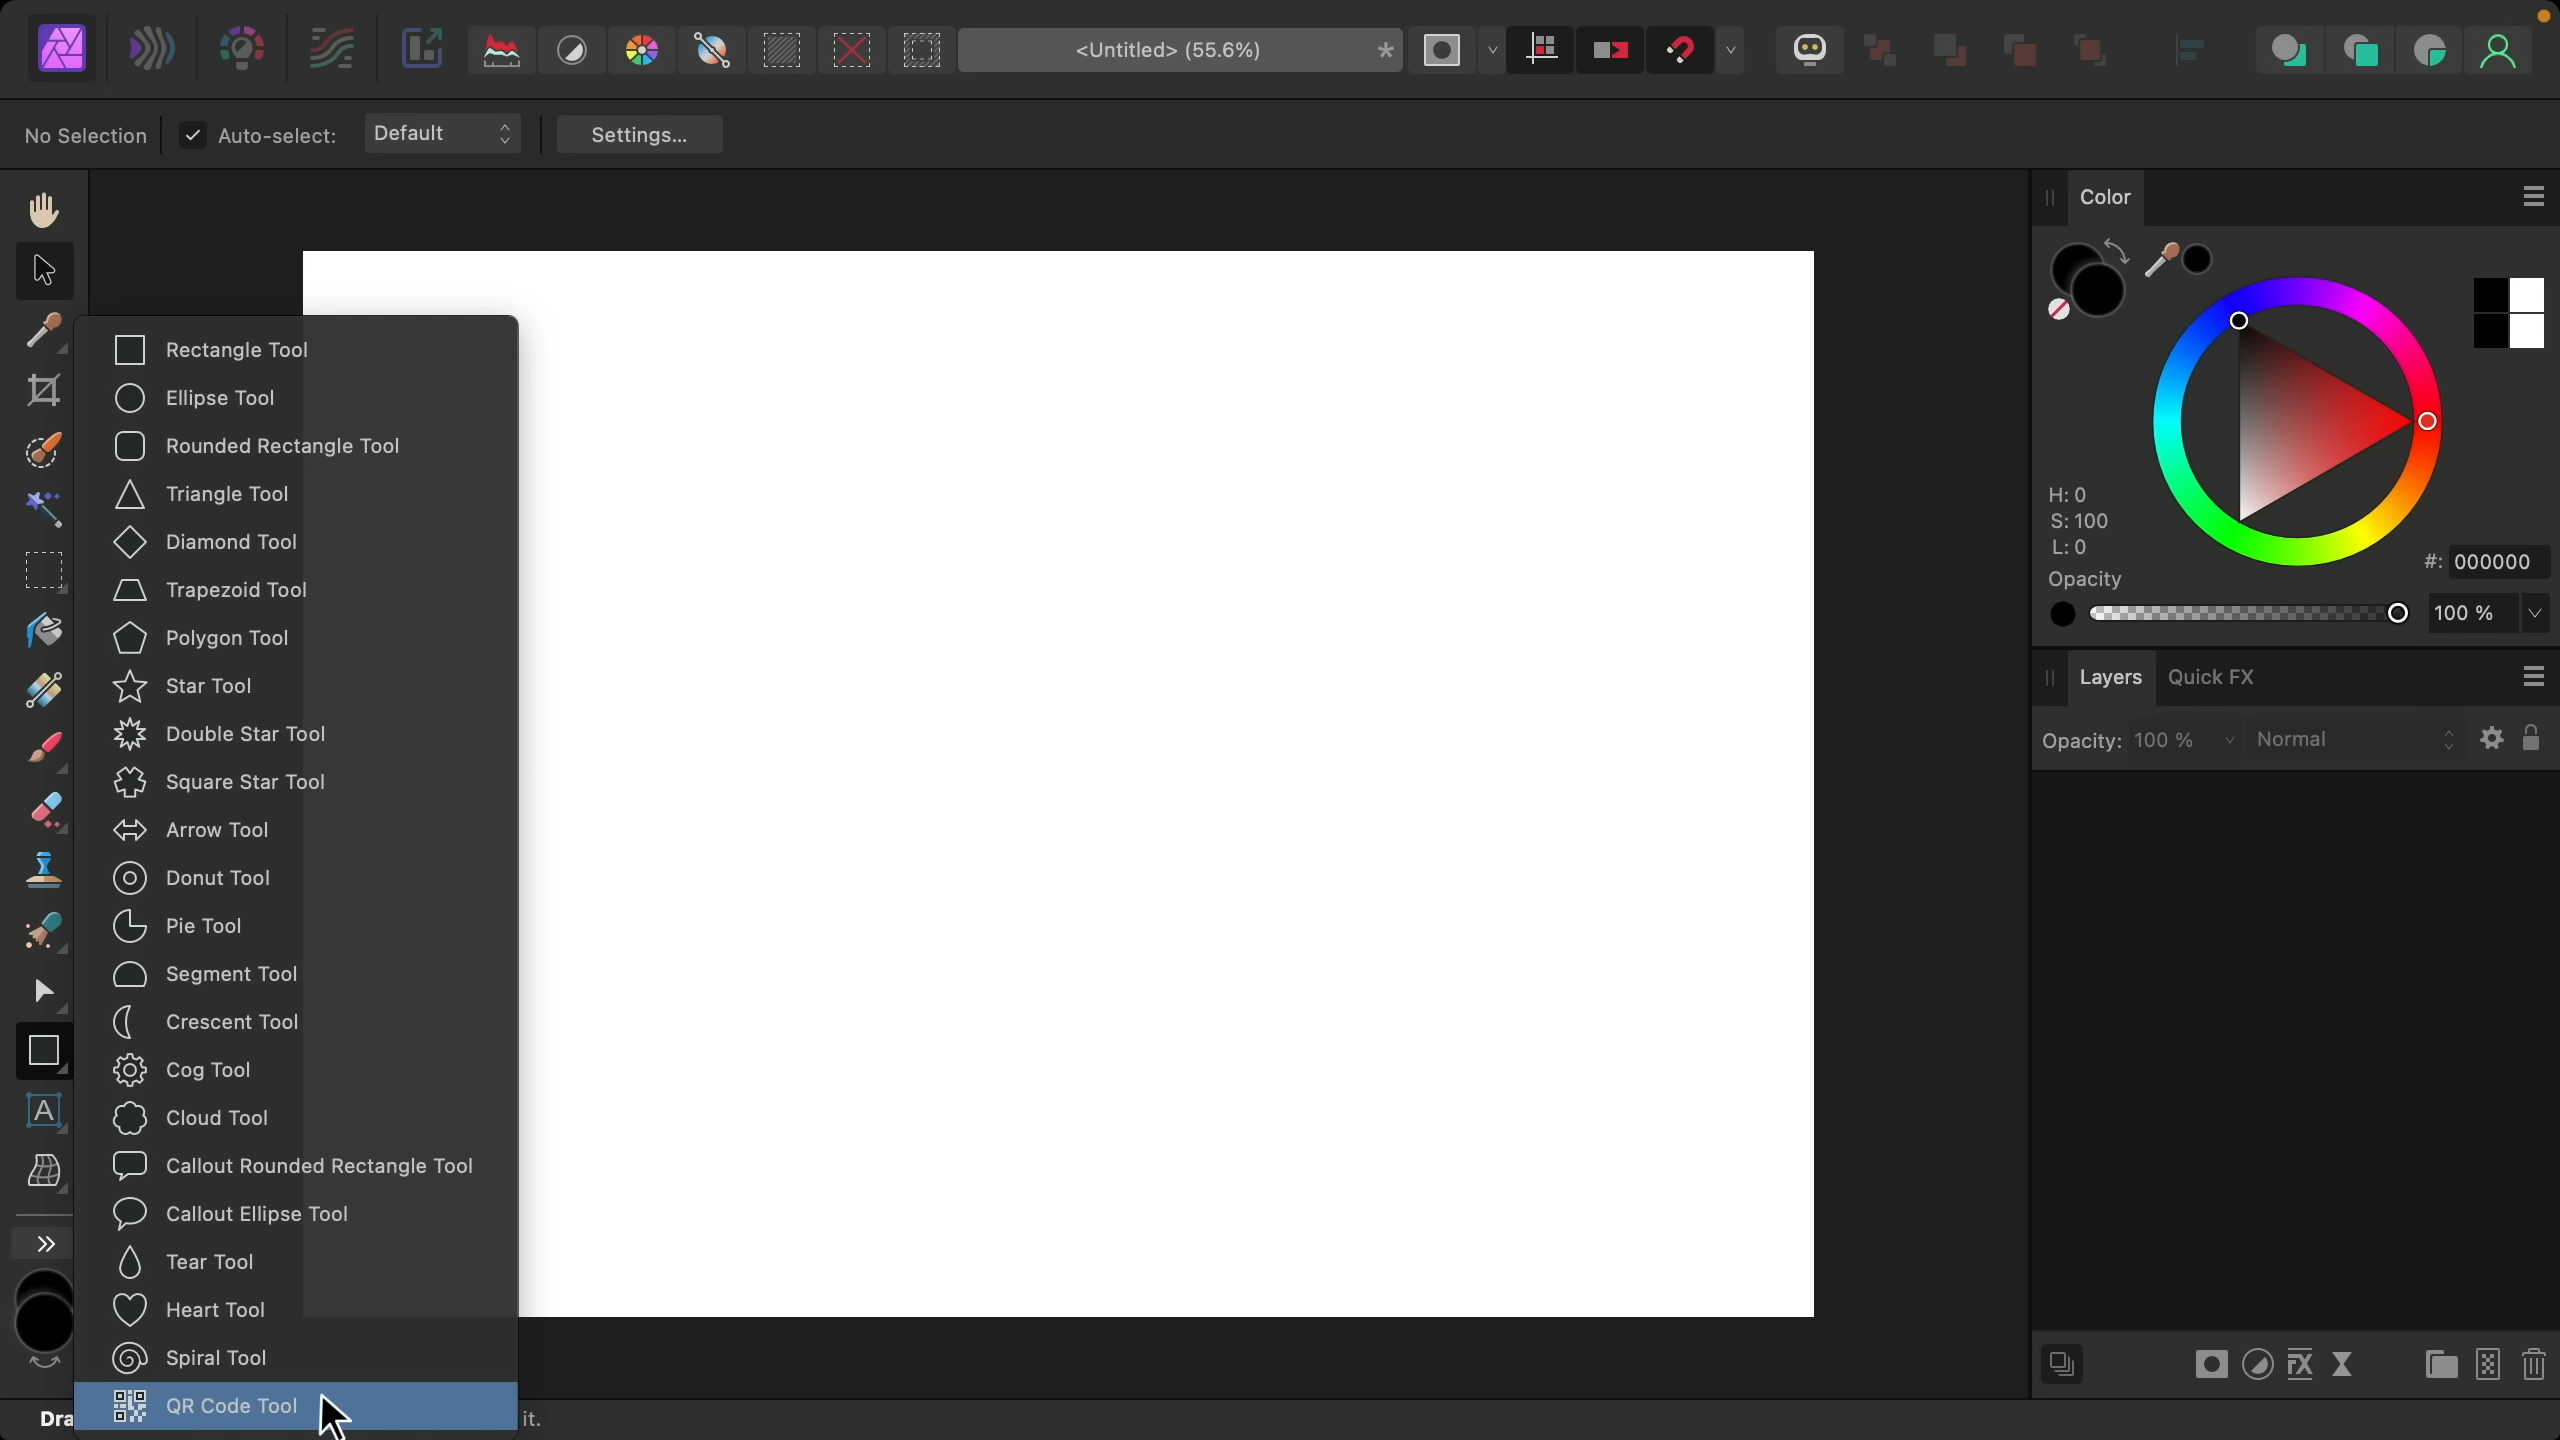 <Untitled> (55.6%) *
No Selection Auto-select: Default Settings...
Color
H: 0
S: 100
L: 0
#: 000000
Opacity
100 %
Layers Quick FX
Opacity: 100 % Normal
Rectangle Tool
Ellipse Tool
Rounded Rectangle Tool
Triangle Tool
Diamond Tool
Trapezoid Tool
Polygon Tool
Star Tool
Double Star Tool
Square Star Tool
Arrow Tool
Donut Tool
Pie Tool
Segment Tool
Crescent Tool
Cog Tool
Cloud Tool
Callout Rounded Rectangle Tool
Callout Ellipse Tool
Tear Tool
Heart Tool
Spiral Tool
QR Code Tool
A
FX
Dra it.